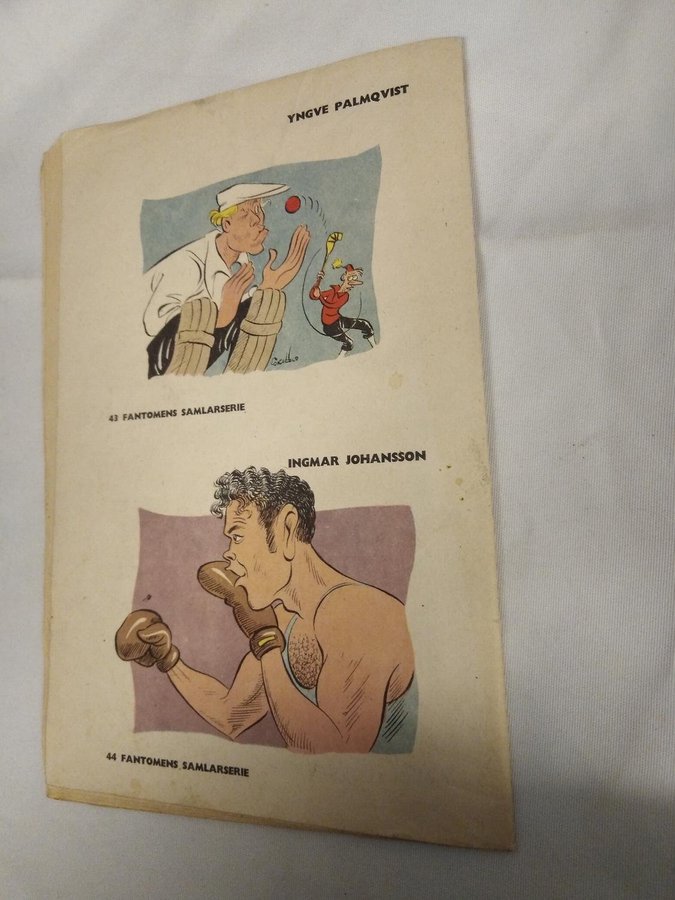 YNGVE PALMQVIST
43 FANTOMENS SAMLARSERIE
INGMAR JOHANSSON
44 FANTOMENS SAMLARSERIE